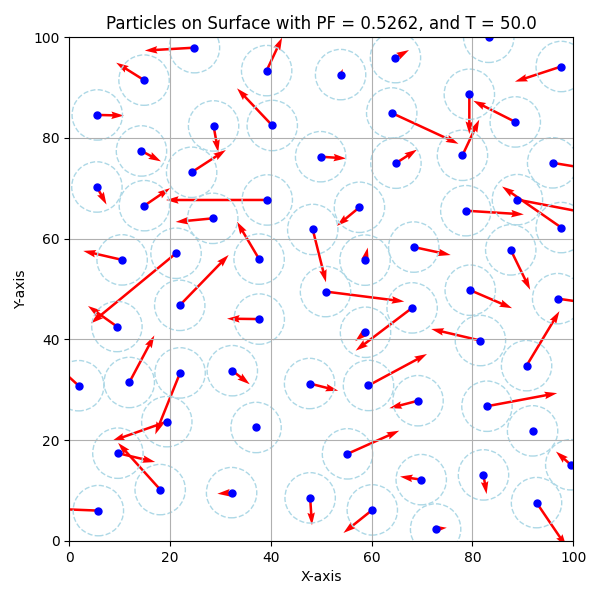 Particles on Surface with PF = 0.5262, and T = 50.0
100
80
60
40
20
0
Y-axis
0 20 40 60 80 100
X-axis